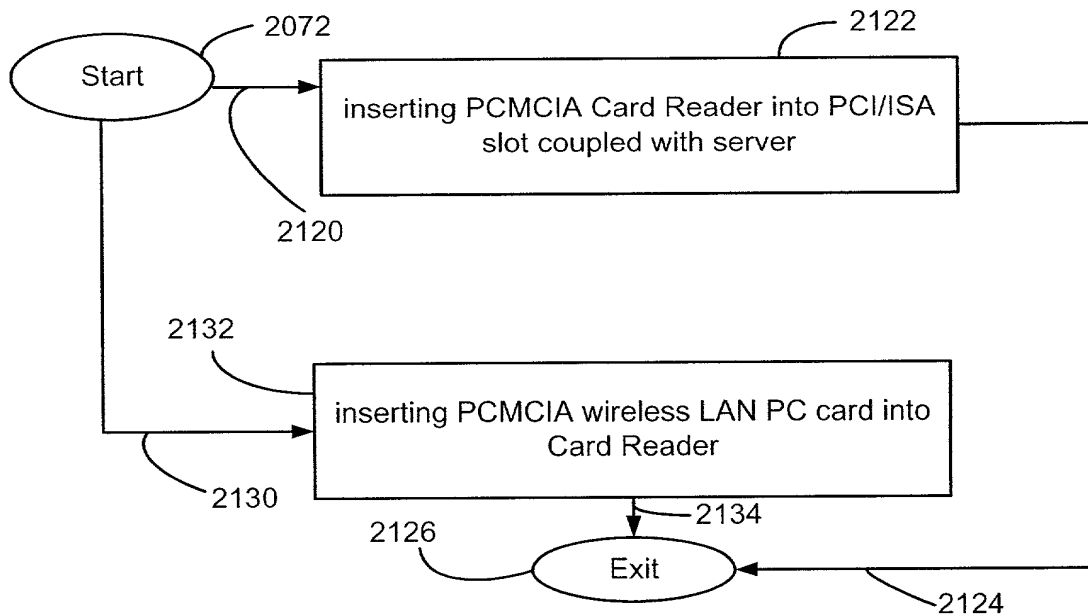 2072
Start
2122
inserting PCMCIA Card Reader into PCI/ISA
slot coupled with server
2120
2132
inserting PCMCIA wireless LAN PC card into
Card Reader
2130
2134
2126
Exit
2124